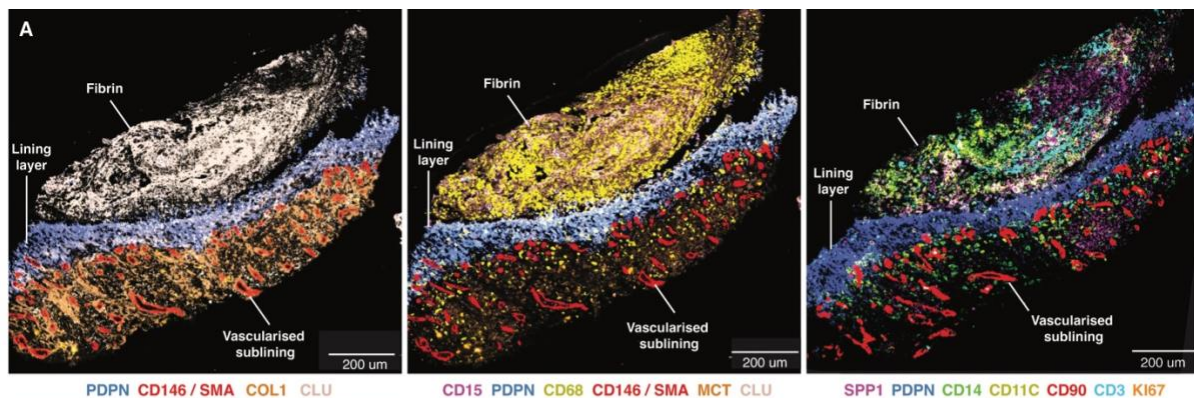 A
Fibrin
Lining
layer
Vascularised
sublining
200 um
PDPN CD146 / SMA COL1 CLU
Fibrin
Lining
layer
Vascularised
sublining
200 um
CD15 PDPN CD68 CD146 / SMA MCT CLU
Fibrin
Lining
layer
Vascularised
sublining
200 um
SPP1 PDPN CD14 CD11C CD90 CD3 KI67